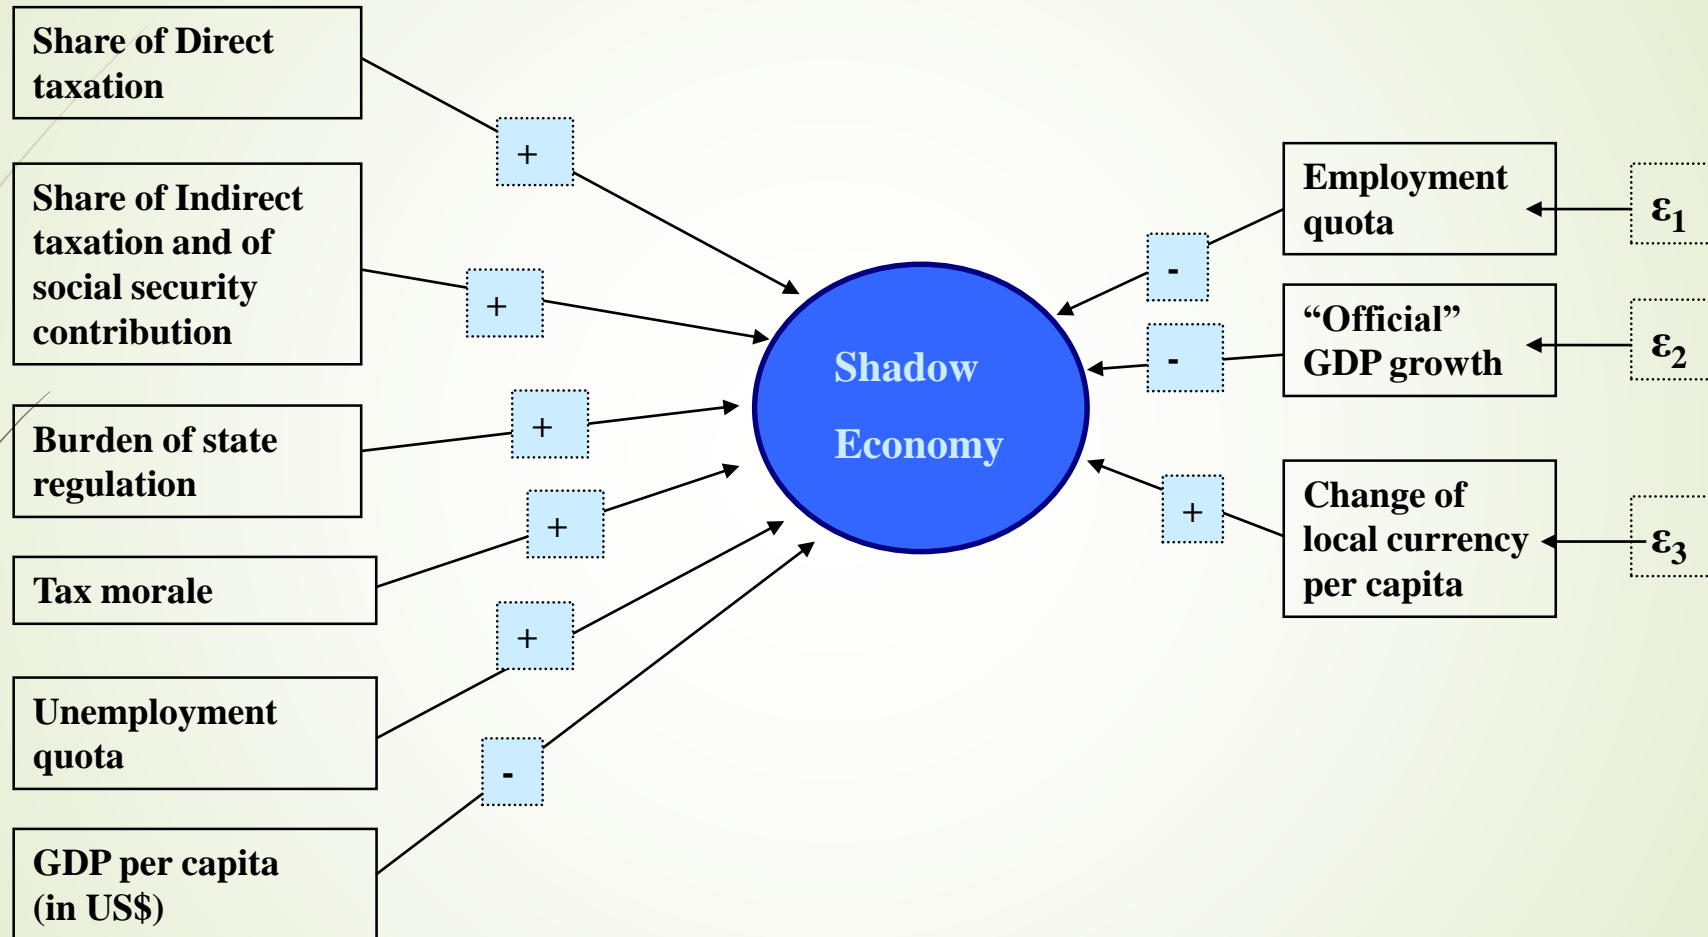 Share of Direct
taxation
+
Share of Indirect
taxation and of
social security
contribution
+
Burden of state
regulation
+
Tax morale
+
Unemployment
quota
+
GDP per capita
(in US$)
-
Shadow
Economy
Employment
quota
-
ε1
“Official”
GDP growth
-
ε2
Change of
local currency
per capita
+
ε3